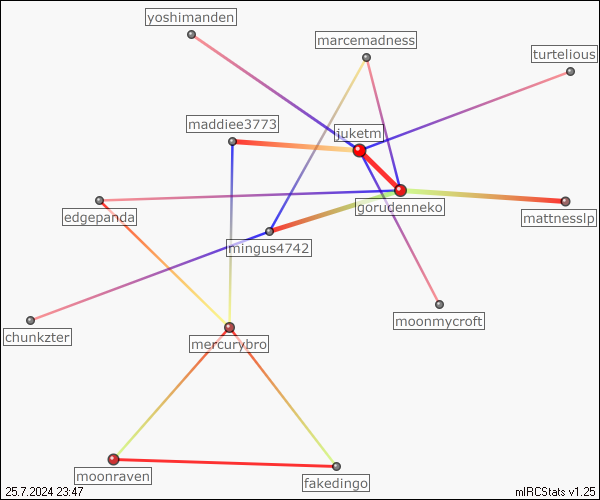 yoshimanden
marcemadness
turtelious
maddiee3773
juketm
edgepanda
gorudenneko
mattnesslp
mingus4742
moonmycroft
chunkzter
mercurybro
moonraven
fakedingo
25.7.2024 23:47
mIRCStats v1.25